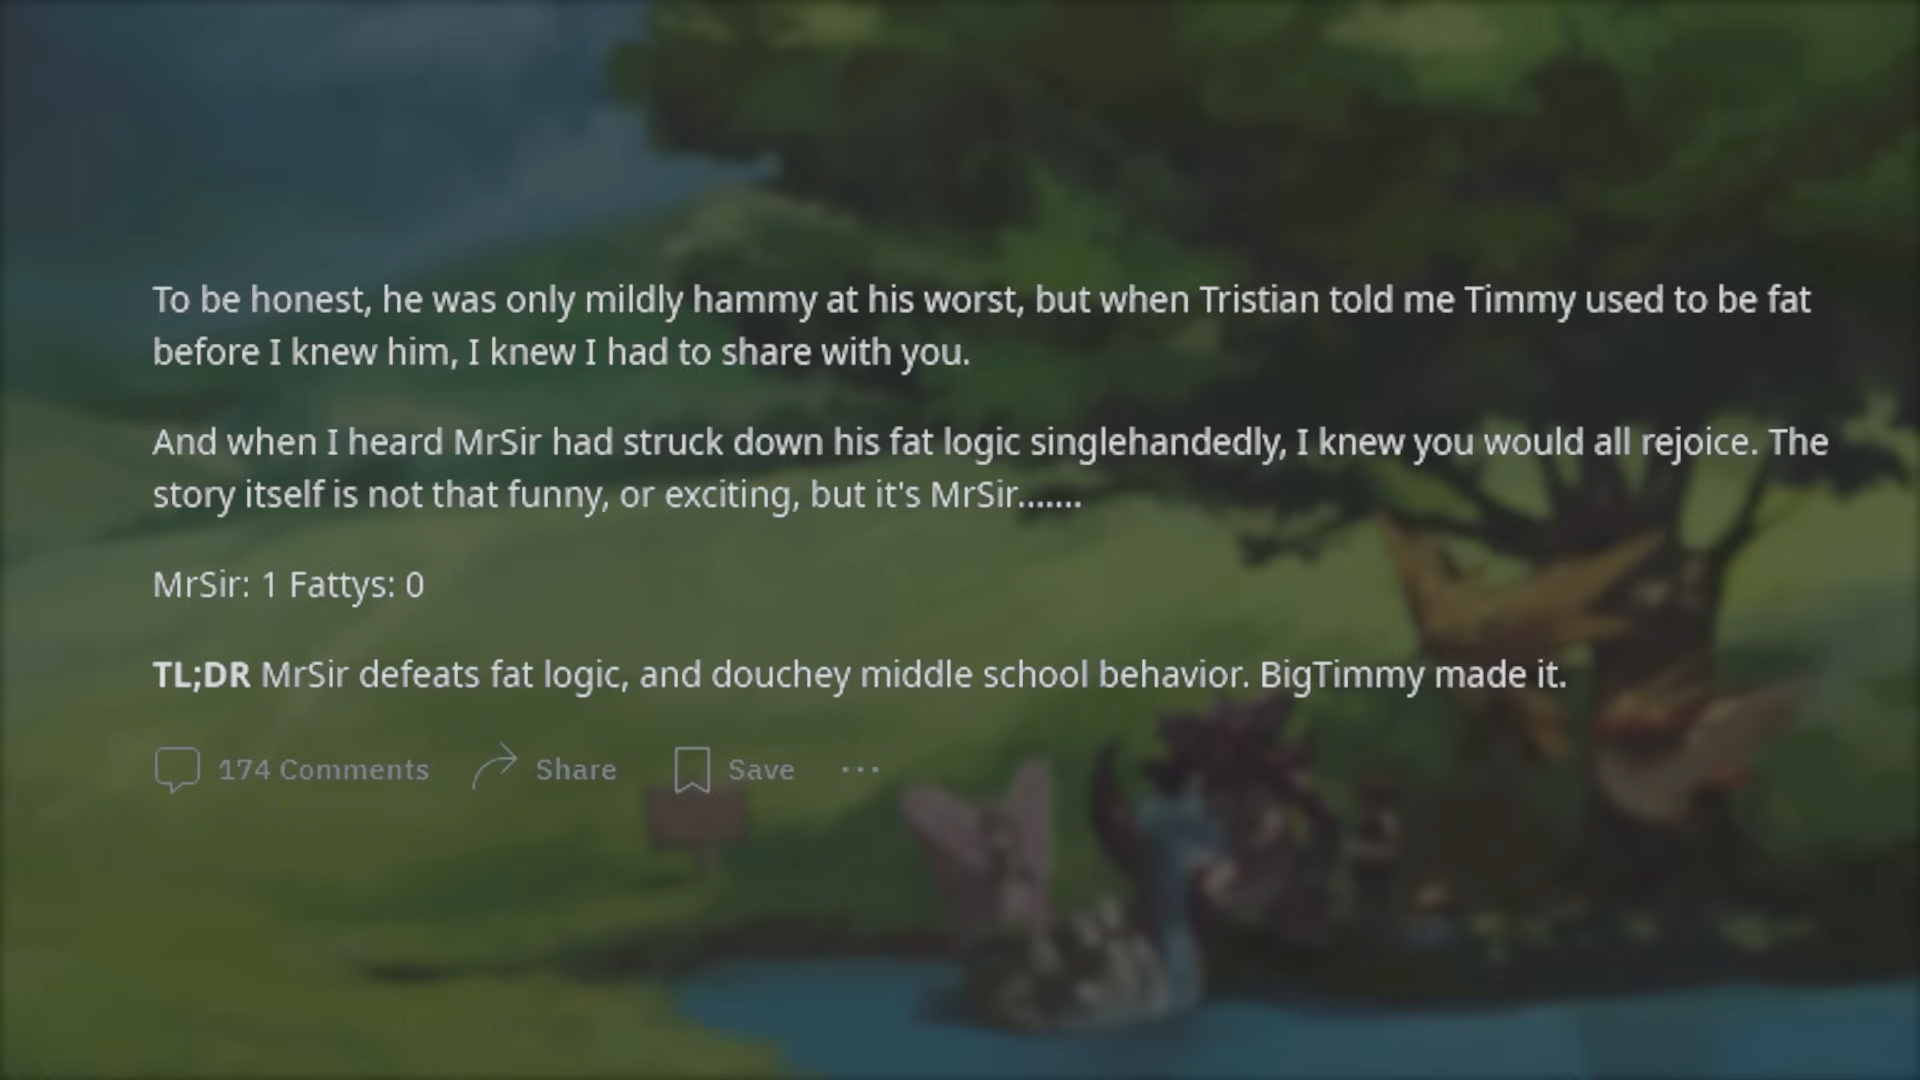 To be honest, he was only mildly hammy at his worst, but when Tristian told me Timmy used to be fat
before I knew him, I knew I had to share with you.
And when I heard MrSir had struck down his fat logic singlehandedly, I knew you would all rejoice. The
story itself is not that funny, or exciting, but it's MrSir.......
MrSir: 1 Fattys: 0
TL;DR MrSir defeats fat logic, and douchey middle school behavior. BigTimmy made it.
174 Comments Share Save ...